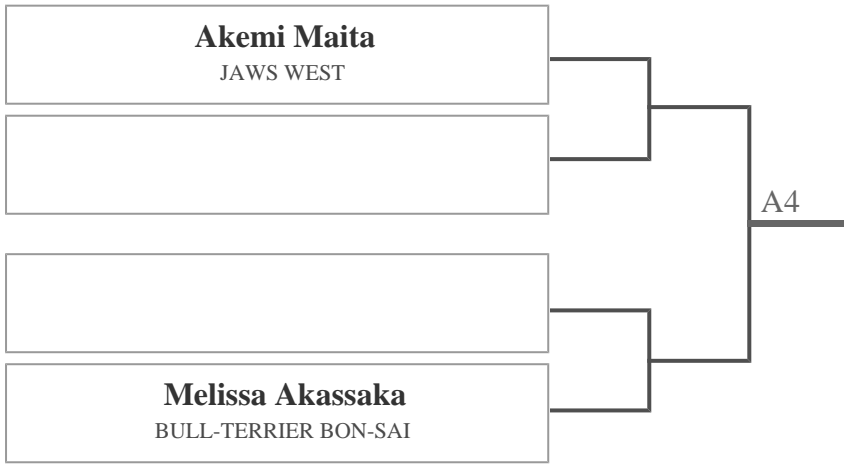 Akemi Maita
JAWS WEST
A4
Melissa Akassaka
BULL-TERRIER BON-SAI